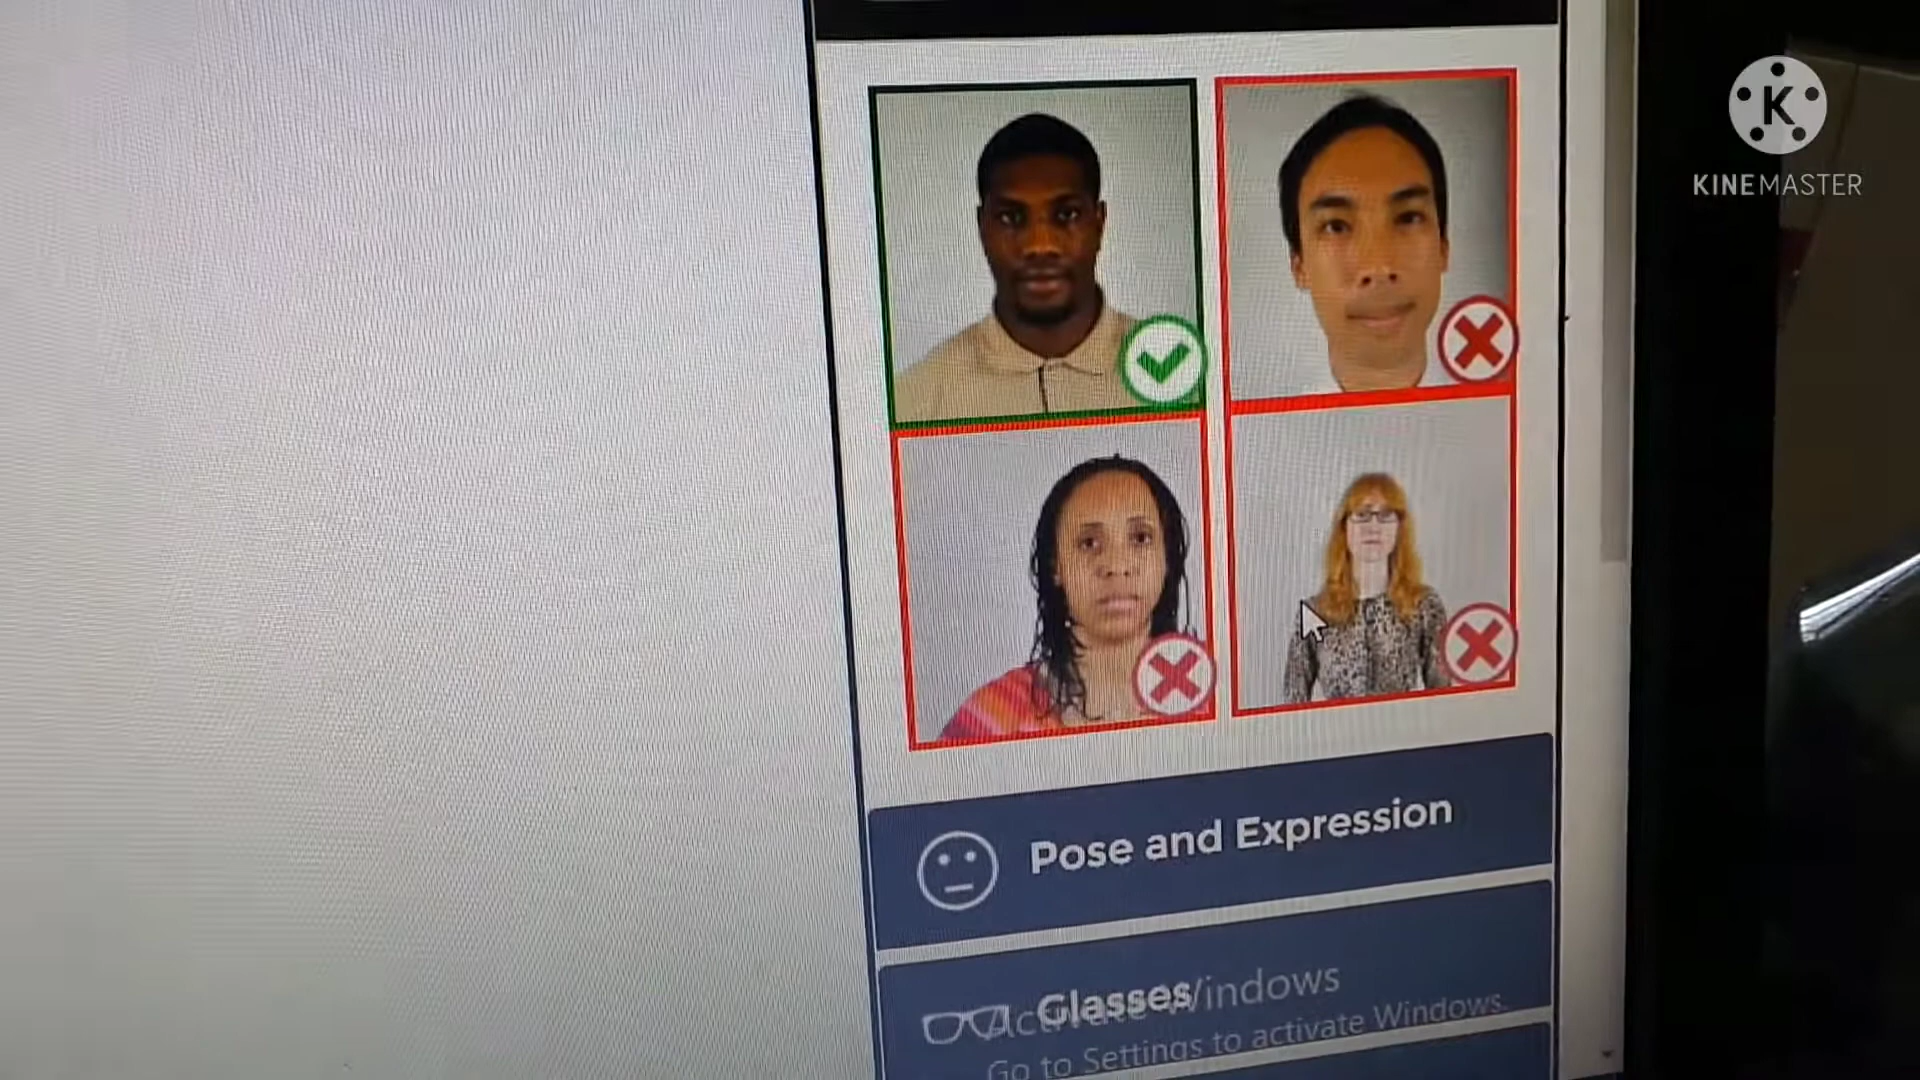 K
KINEMASTER
Pose and Expression
Glasses
Activate Windows
Go to Settings to activate Windows.